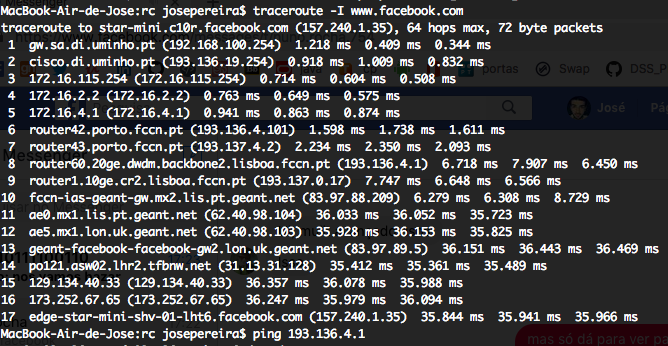 MacBook-Air-de-Jose:rc josepereira$ traceroute -I www.facebook.com
traceroute to star-mini.c10r.facebook.com (157.240.1.35), 64 hops max, 72 byte packets
1 gw.sa.di.uminho.pt (192.168.100.254) 1.218 ms 0.409 ms 0.344 ms
2 cisco.di.uminho.pt (193.136.19.254) 0.918 ms 1.009 ms 0.832 ms
3 172.16.115.254 (172.16.115.254) 0.714 ms 0.604 ms 0.508 ms
4 172.16.2.2 (172.16.2.2) 0.763 ms 0.649 ms 0.575 ms
5 172.16.4.1 (172.16.4.1) 0.941 ms 0.863 ms 0.874 ms
6 router42.porto.fccn.pt (193.136.4.101) 1.598 ms 1.738 ms 1.611 ms
7 router43.porto.fccn.pt (193.137.4.2) 2.234 ms 2.350 ms 2.093 ms
8 router60.20ge.dwdm.backbone2.lisboa.fccn.pt (193.136.4.1) 6.718 ms 7.907 ms 6.450 ms
9 router1.10ge.cr2.lisboa.fccn.pt (193.137.0.17) 7.747 ms 6.648 ms 6.566 ms
10 fccn-ias-geant-gw.mx2.lis.pt.geant.net (83.97.88.209) 6.279 ms 6.308 ms 8.729 ms
11 ae0.mx1.lis.pt.geant.net (62.40.98.104) 36.033 ms 36.052 ms 35.723 ms
12 ae5.mx1.lon.uk.geant.net (62.40.98.103) 35.928 ms 36.153 ms 35.825 ms
13 geant-facebook-facebook-gw2.lon.uk.geant.net (83.97.89.5) 36.151 ms 36.443 ms 36.469 ms
14 po121.asw02.lhr2.tfbnw.net (31.13.31.128) 35.412 ms 35.361 ms 35.489 ms
15 129.134.40.33 (129.134.40.33) 36.357 ms 36.078 ms 35.988 ms
16 173.252.67.65 (173.252.67.65) 36.247 ms 35.979 ms 36.094 ms
17 edge-star-mini-shv-01-lht6.facebook.com (157.240.1.35) 35.844 ms 35.941 ms 35.966 ms
MacBook-Air-de-Jose:rc josepereira$ ping 193.136.4.1
portas
Swap
DSS_P
José
mas só dá para ver pa